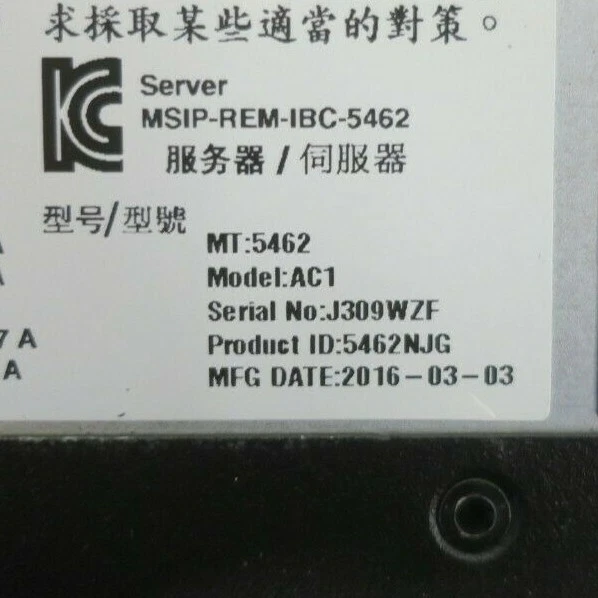 求採取某些適當的對策。
Server
MSIP-REM-IBC-5462
服务器 / 伺服器
型号/型號
MT:5462
Model:AC1
Serial No:J309WZF
7 A
Product ID:5462NJG
A
MFG DATE:2016-03-03